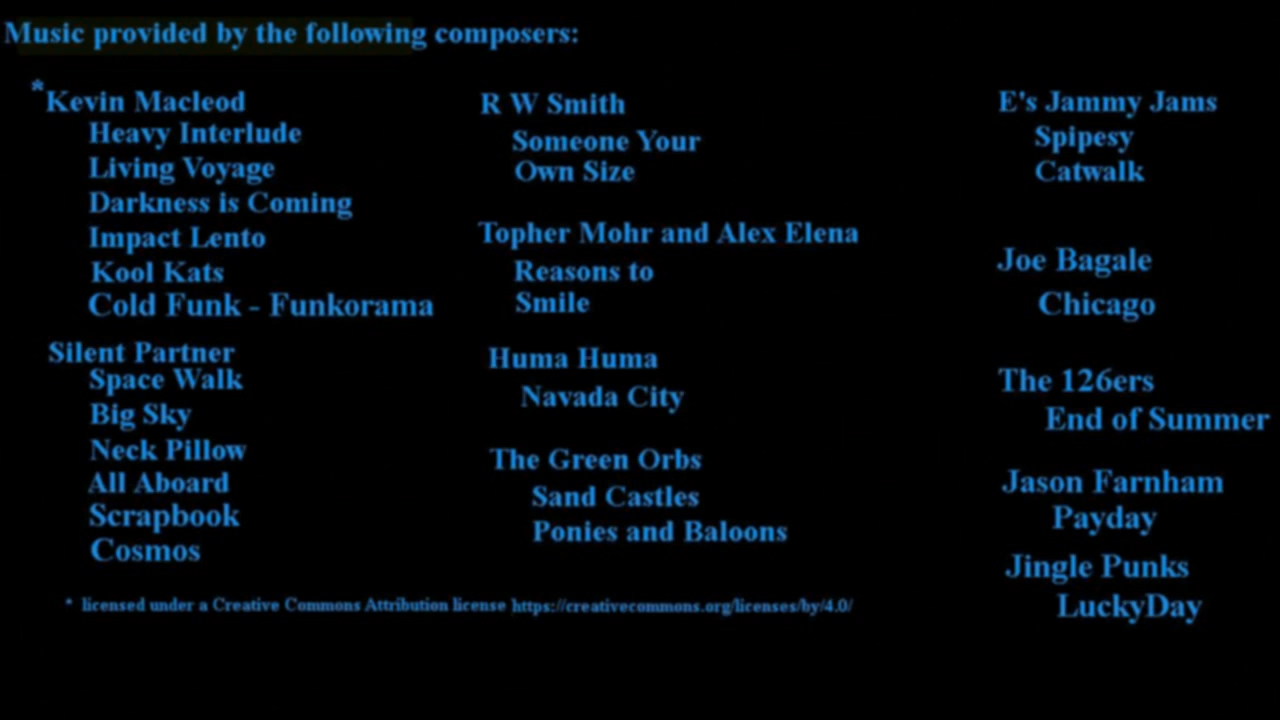 Music provided by the following composers:
*Kevin Macleod
Heavy Interlude
Living Voyage
Darkness is Coming
Impact Lento
Kool Kats
Cold Funk - Funkorama
Silent Partner
Space Walk
Big Sky
Neck Pillow
All Aboard
Scrapbook
Cosmos
R W Smith
Someone Your
Own Size
Topher Mohr and Alex Elena
Reasons to
Smile
Huma Huma
Navada City
The Green Orbs
Sand Castles
Ponies and Baloons
E's Jammy Jams
Spipesy
Catwalk
Joe Bagale
Chicago
The 126ers
End of Summer
Jason Farnham
Payday
Jingle Punks
LuckyDay
* licensed under a Creative Commons Attribution license https://creativecommons.org/licenses/by/4.0/